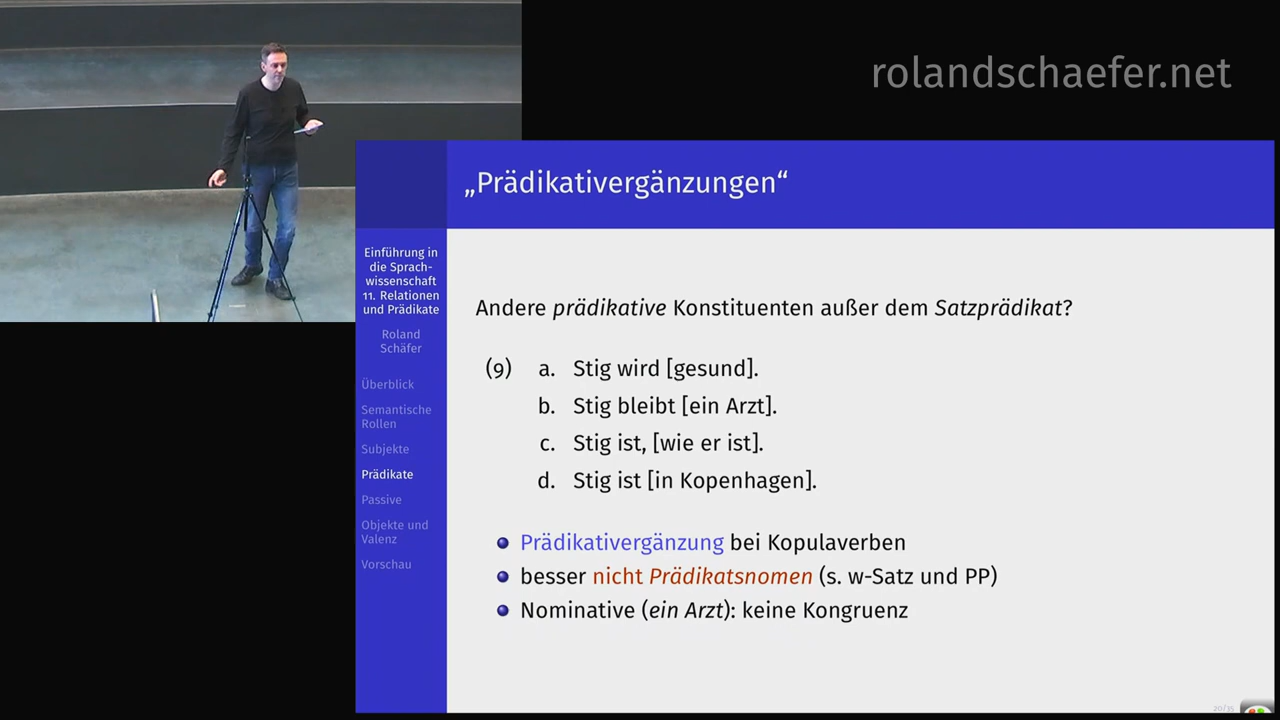 rolandschaefer.net
„Prädikativergänzungen“
Einführung in
die Sprach-
wissenschaft
11. Relationen
und Prädikate
Roland
Schäfer
Überblick
Semantische
Rollen
Subjekte
Prädikate
Passive
Objekte und
Valenz
Vorschau
Andere prädikative Konstituenten außer dem Satzprädikat?
(9) a. Stig wird [gesund].
b. Stig bleibt [ein Arzt].
c. Stig ist, [wie er ist].
d. Stig ist [in Kopenhagen].
Prädikativergänzung bei Kopulaverben
besser nicht Prädikatsnomen (s. w-Satz und PP)
Nominative (ein Arzt): keine Kongruenz
20/35